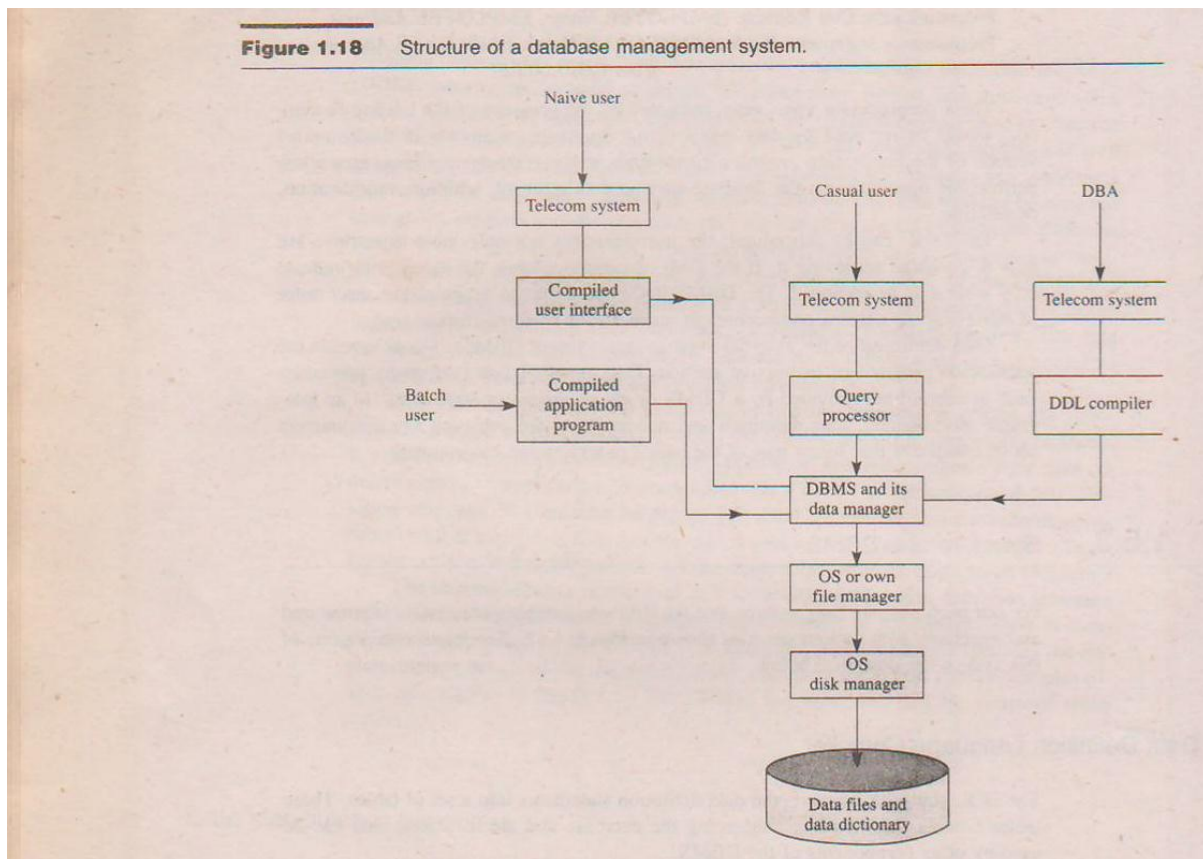 Figure 1.18 Structure of a database management system.
Naive user
Telecom system
Casual user
DBA
Compiled
user interface
Telecom system
Telecom system
Batch
user
Compiled
application
program
Query
processor
DDL compiler
DBMS and its
data manager
OS or own
file manager
OS
disk manager
Data files and
data dictionary